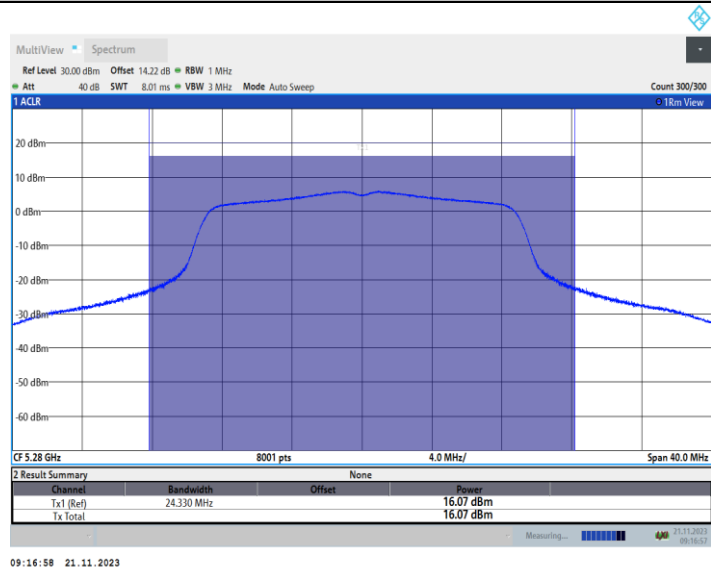 MultiView Spectrum
Ref Level 30.00 dBm Offset 14.22 dB RBW 1 MHz
Att 40 dB SWT 8.01 ms VBW 3 MHz Mode Auto Sweep Count 300/300
1 ACLR 1Rm View
20 dBm
10 dBm
0 dBm
-10 dBm
-20 dBm
-30 dBm
-40 dBm
-50 dBm
-60 dBm
CF 5.28 GHz 8001 pts 4.0 MHz/ Span 40.0 MHz
2 Result Summary None
Channel Bandwidth Offset Power
Tx1 (Ref) 24.330 MHz 16.07 dBm
Tx Total 16.07 dBm
Measuring... 21.11.2023
09:16:57
09:16:58 21.11.2023